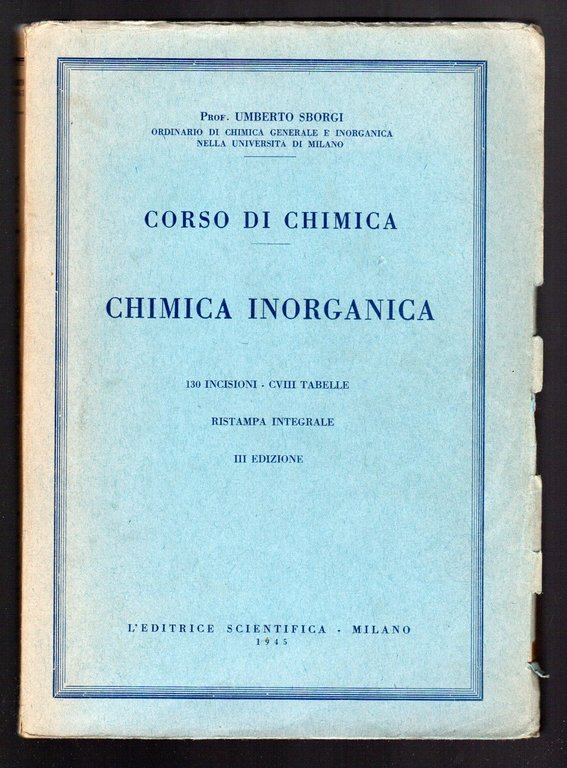 Prof. UMBERTO SBORGI
ORDINARIO DI CHIMICA GENERALE E INORGANICA
NELLA UNIVERSITÀ DI MILANO
CORSO DI CHIMICA
CHIMICA INORGANICA
130 INCISIONI - CVIII TABELLE
RISTAMPA INTEGRALE
III EDIZIONE
L'EDITRICE SCIENTIFICA - MILANO
1945